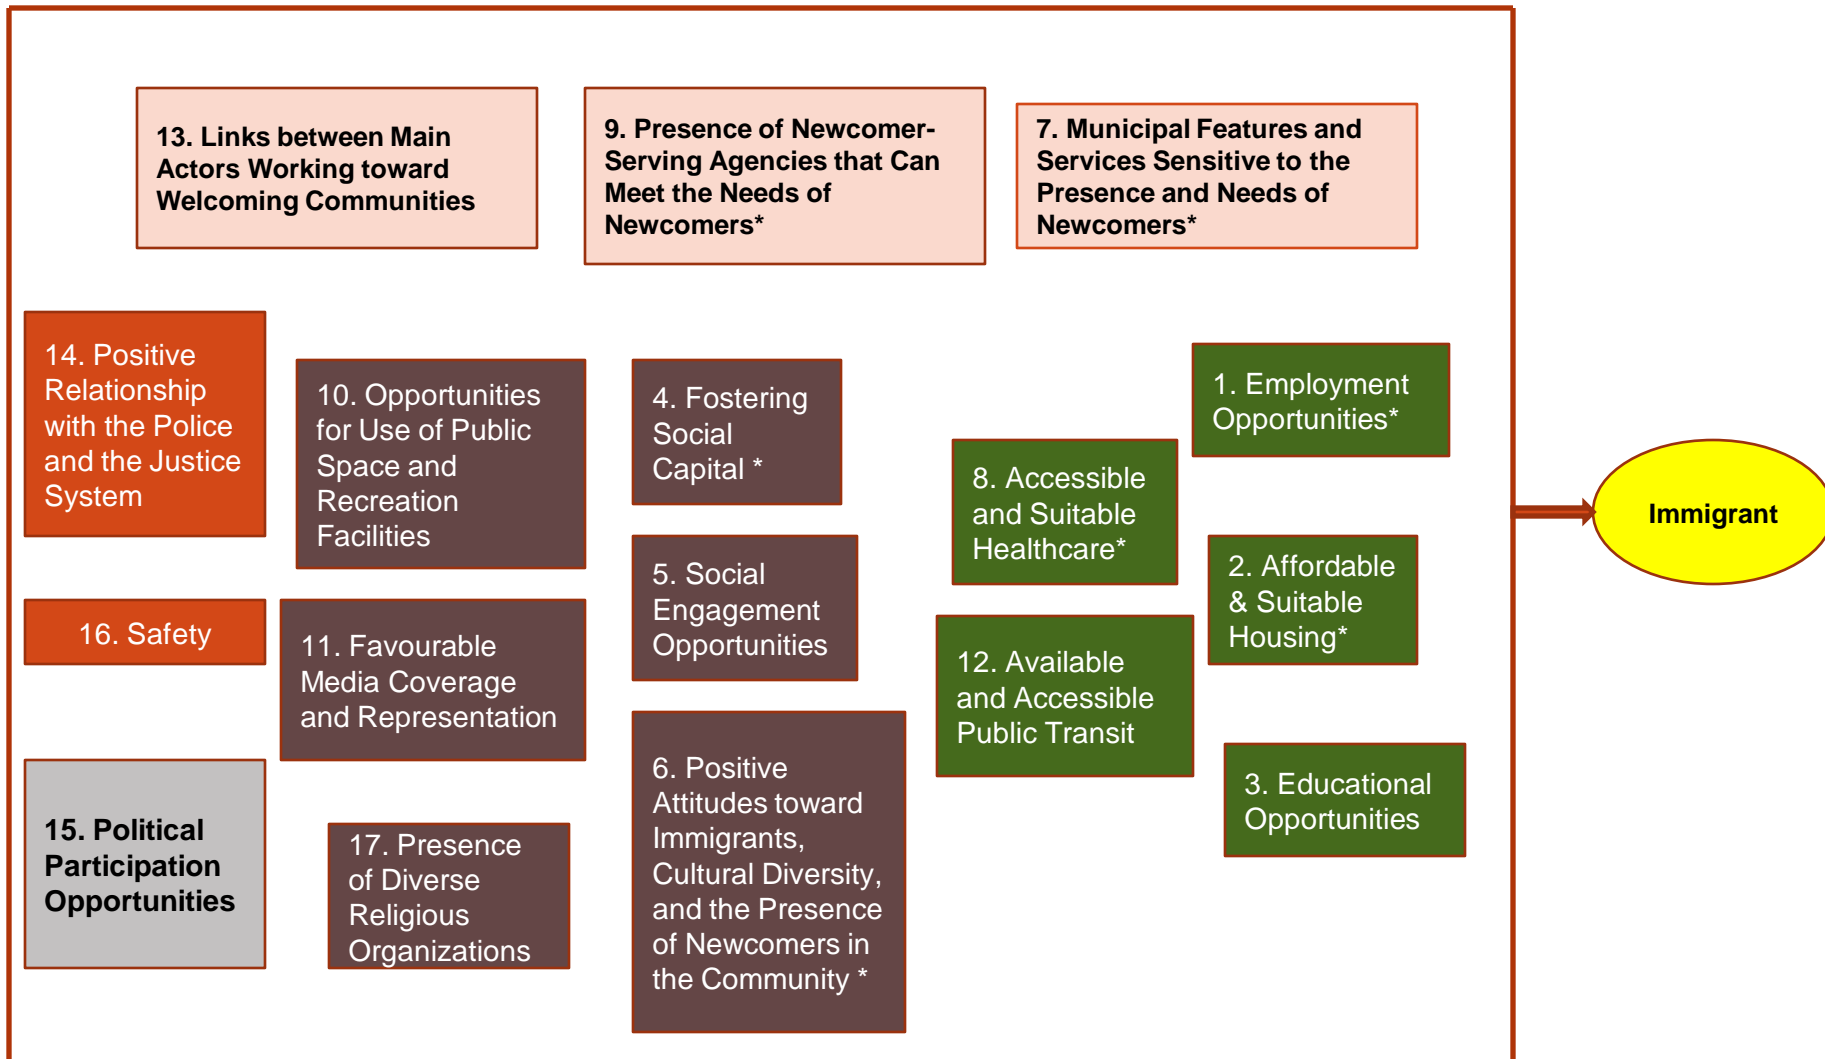 13. Links between Main
Actors Working toward
Welcoming Communities
9. Presence of Newcomer-
Serving Agencies that Can
Meet the Needs of
Newcomers*
7. Municipal Features and
Services Sensitive to the
Presence and Needs of
Newcomers*
14. Positive
Relationship
with the Police
and the Justice
System
10. Opportunities
for Use of Public
Space and
Recreation
Facilities
4. Fostering
Social
Capital *
1. Employment
Opportunities*
8. Accessible
and Suitable
Healthcare*
Immigrant
5. Social
Engagement
Opportunities
2. Affordable
& Suitable
Housing*
16. Safety
11. Favourable
Media Coverage
and Representation
12. Available
and Accessible
Public Transit
6. Positive
Attitudes toward
Immigrants,
Cultural Diversity,
and the Presence
of Newcomers in
the Community *
3. Educational
Opportunities
15. Political
Participation
Opportunities
17. Presence
of Diverse
Religious
Organizations